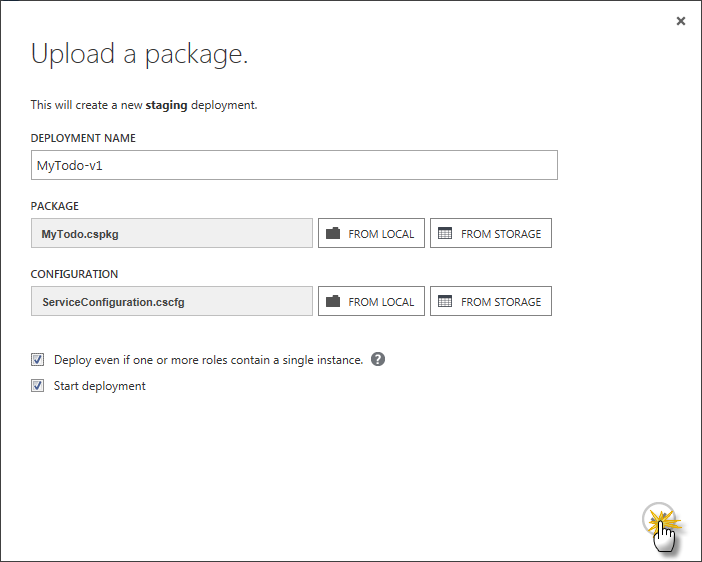 Upload a package.
This will create a new staging deployment.
DEPLOYMENT NAME
MyTodo-v1
PACKAGE
MyTodo.cspkg FROM LOCAL FROM STORAGE
CONFIGURATION
ServiceConfiguration.cscfg FROM LOCAL FROM STORAGE
Deploy even if one or more roles contain a single instance. ?
Start deployment